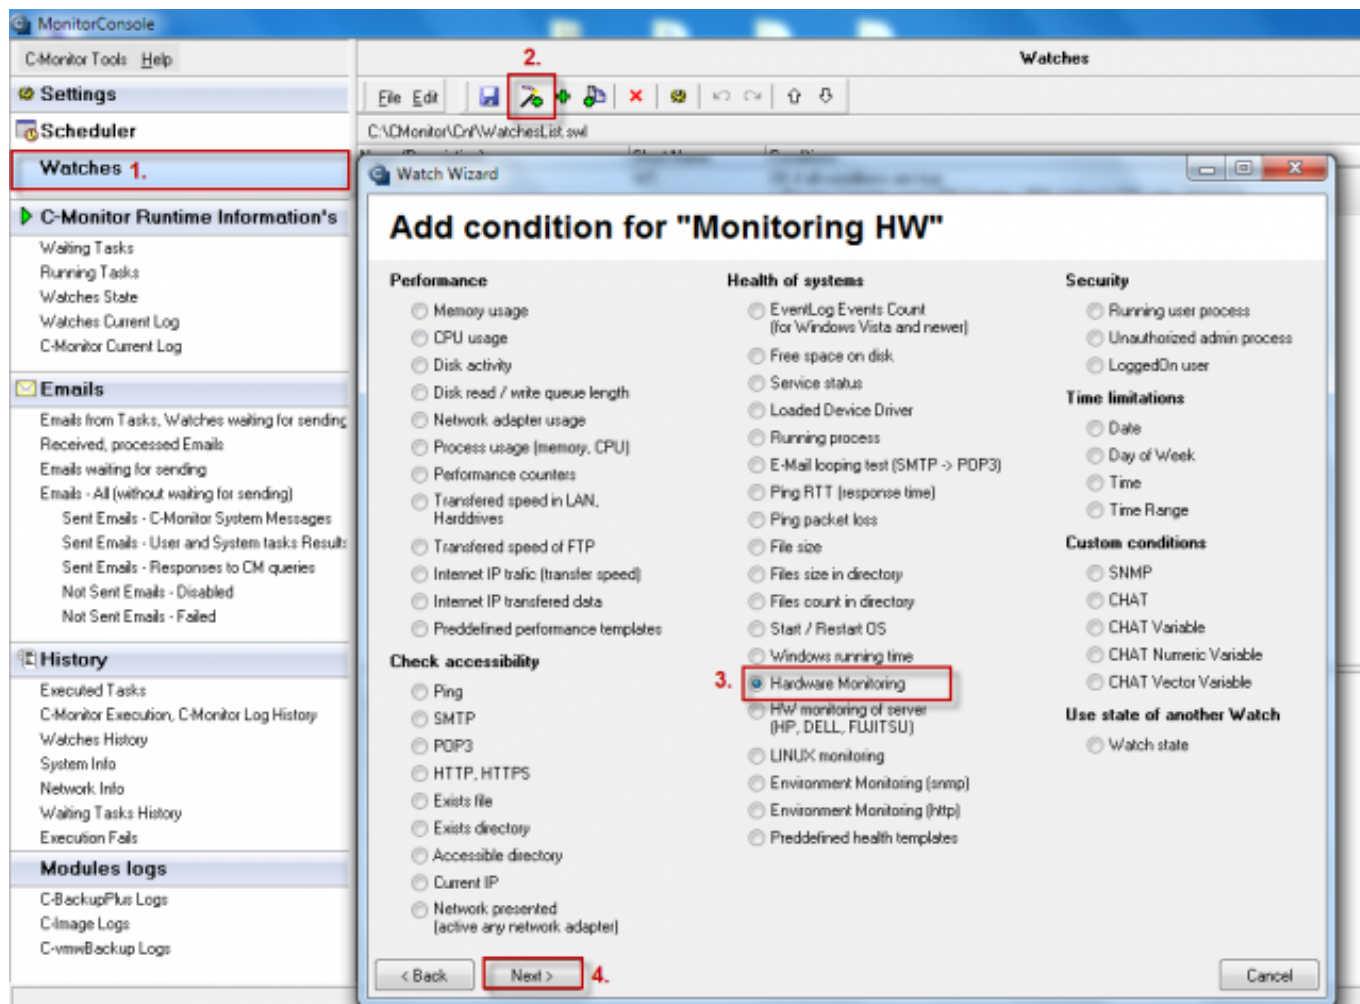 MonitorConsole
C-Monitor Tools Help
Settings
Scheduler
Watches 1.
C-Monitor Runtime Information's
Waiting Tasks
Running Tasks
Watches State
Watches Current Log
C-Monitor Current Log
Emails
Emails from Tasks, Watches waiting for sending
Received, processed Emails
Emails waiting for sending
Emails - All (without waiting for sending)
Sent Emails - C-Monitor System Messages
Sent Emails - User and System tasks Results
Sent Emails - Responses to CM queries
Not Sent Emails - Disabled
Not Sent Emails - Failed
History
Executed Tasks
C-Monitor Execution, C-Monitor Log History
Watches History
System Info
Network Info
Waiting Tasks History
Execution Fails
Modules logs
C-BackupPlus Logs
C-Image Logs
C-vmwBackup Logs
2.
Watches
File Edit
C:\CMonitor\Cnf\WatchesList.swl
Watch Wizard
Add condition for "Monitoring HW"
Performance
Memory usage
CPU usage
Disk activity
Disk read / write queue length
Network adapter usage
Process usage (memory, CPU)
Performance counters
Transfered speed in LAN,
Harddrives
Transfered speed of FTP
Internet IP trafic (transfer speed)
Internet IP transfered data
Preddefined performance templates
Check accessibility
Ping
SMTP
POP3
HTTP, HTTPS
Exists file
Exists directory
Accessible directory
Current IP
Network presented
(active any network adapter)
Health of systems
EventLog Events Count
(for Windows Vista and newer)
Free space on disk
Service status
Loaded Device Driver
Running process
E-Mail looping test (SMTP -> POP3)
Ping RTT (response time)
Ping packet loss
File size
Files size in directory
Files count in directory
Start / Restart OS
Windows running time
3. Hardware Monitoring
HW monitoring of server
(HP, DELL, FUJITSU)
LINUX monitoring
Environment Monitoring (snmp)
Environment Monitoring (http)
Preddefined health templates
Security
Running user process
Unauthorized admin process
LoggedOn user
Time limitations
Date
Day of Week
Time
Time Range
Custom conditions
SNMP
CHAT
CHAT Variable
CHAT Numeric Variable
CHAT Vector Variable
Use state of another Watch
Watch state
< Back
Next > 4.
Cancel